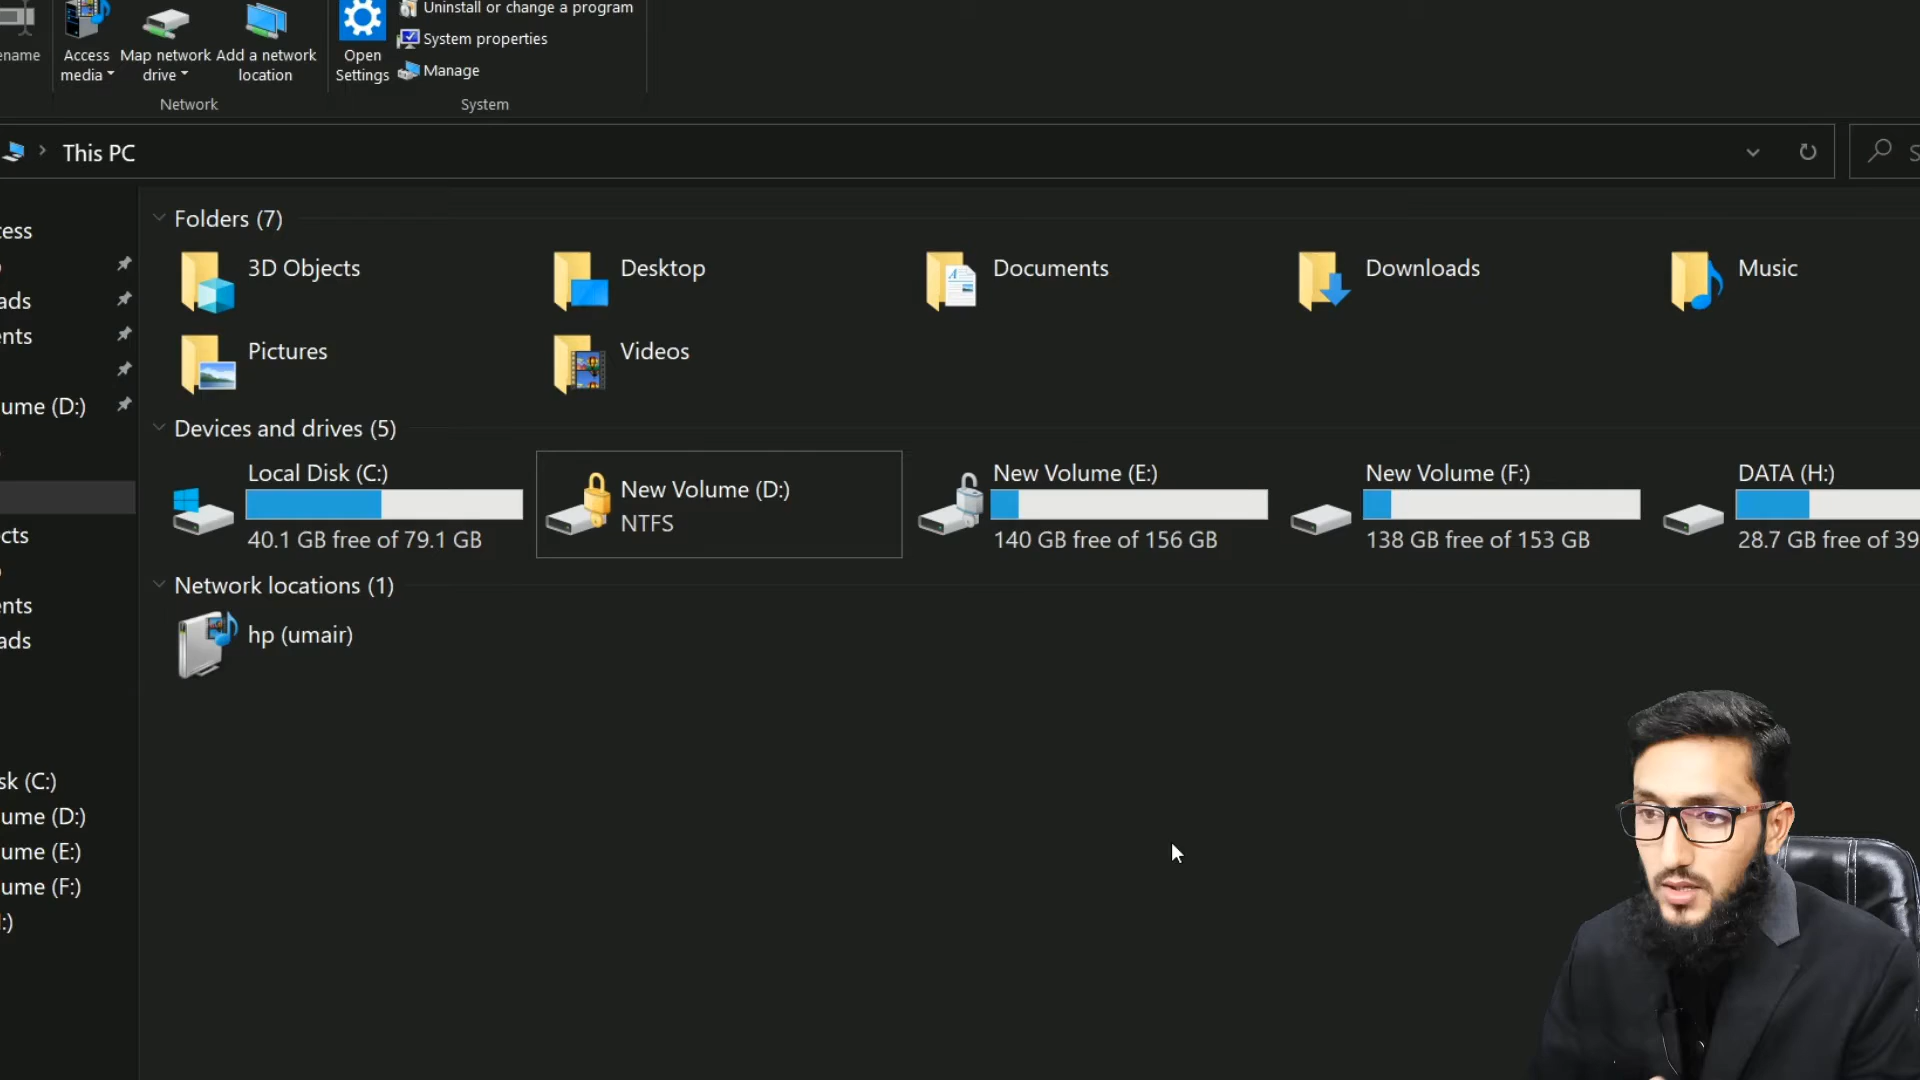 Uninstall or change a program
ename
Access media
Map network drive
Add a network location
Open Settings
System properties
Manage
Network
System
This PC
S
ess
ads
ents
ume (D:)
ects
ents
ads
sk (C:)
ume (D:)
ume (E:)
ume (F:)
:)
Folders (7)
3D Objects
Desktop
Documents
Downloads
Music
Pictures
Videos
Devices and drives (5)
Local Disk (C:)
40.1 GB free of 79.1 GB
New Volume (D:)
NTFS
New Volume (E:)
140 GB free of 156 GB
New Volume (F:)
138 GB free of 153 GB
DATA (H:)
28.7 GB free of 39
Network locations (1)
hp (umair)